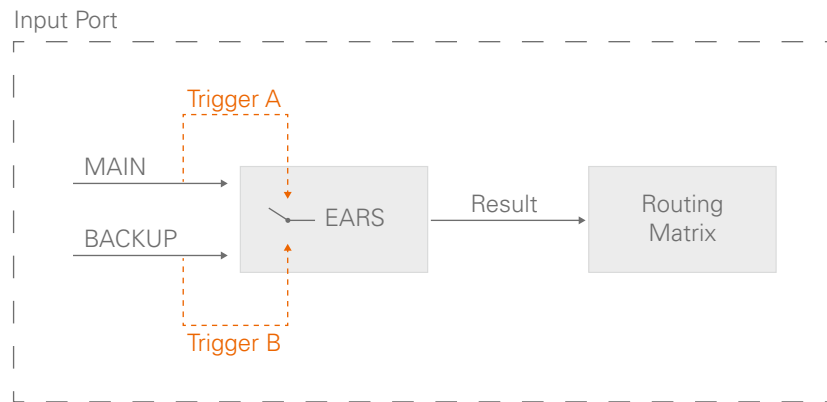 Input Port
Trigger A
MAIN
EARS
Result
Routing
Matrix
BACKUP
Trigger B